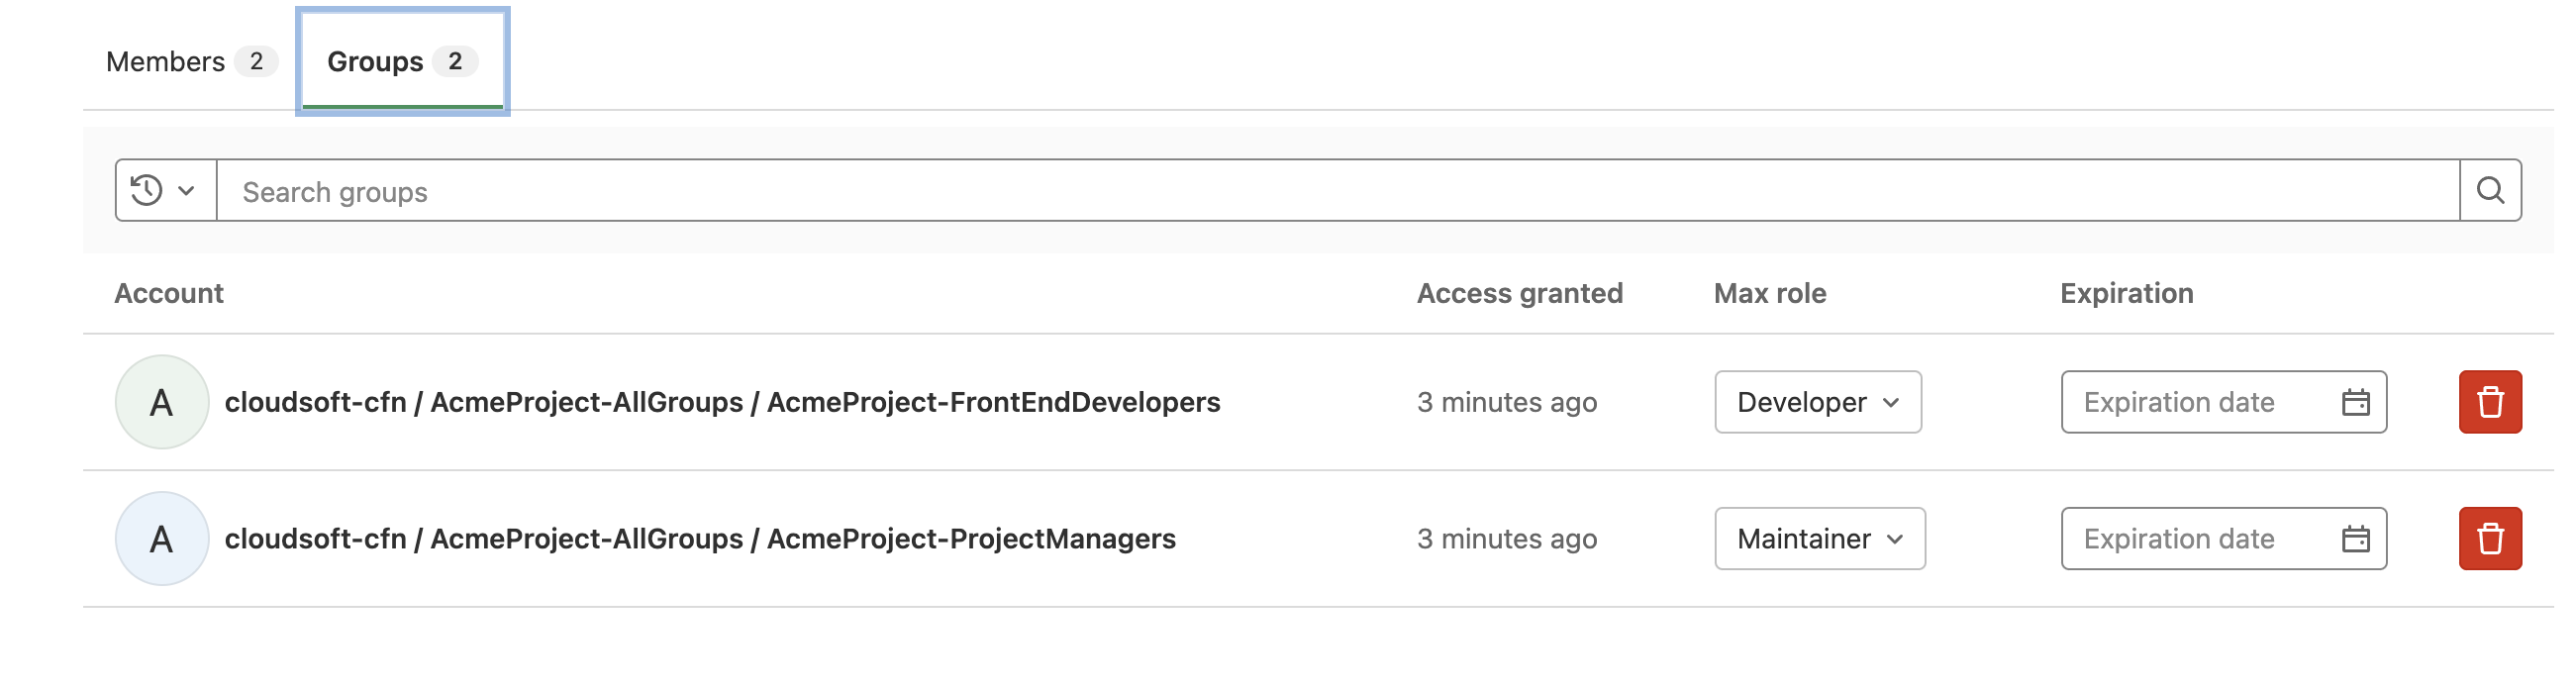 Members 2 Groups 2
Search groups
Account Access granted Max role Expiration
A cloudsoft-cfn / AcmeProject-AllGroups / AcmeProject-FrontEndDevelopers 3 minutes ago Developer Expiration date
A cloudsoft-cfn / AcmeProject-AllGroups / AcmeProject-ProjectManagers 3 minutes ago Maintainer Expiration date